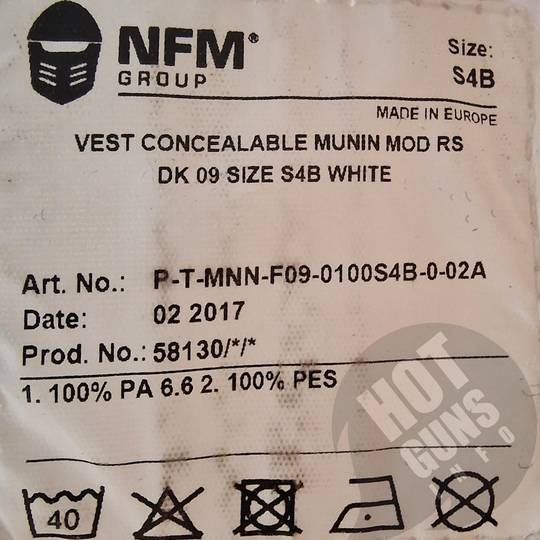 NFM®
GROUP
Size:
S4B
MADE IN EUROPE
VEST CONCEALABLE MUNIN MOD RS
DK 09 SIZE S4B WHITE
Art. No.: P-T-MNN-F09-0100S4B-0-02A
Date: 02 2017
Prod. No.: 58130/*/*
1. 100% PA 6.6 2. 100% PES
HOT
GUNS
INFO
40